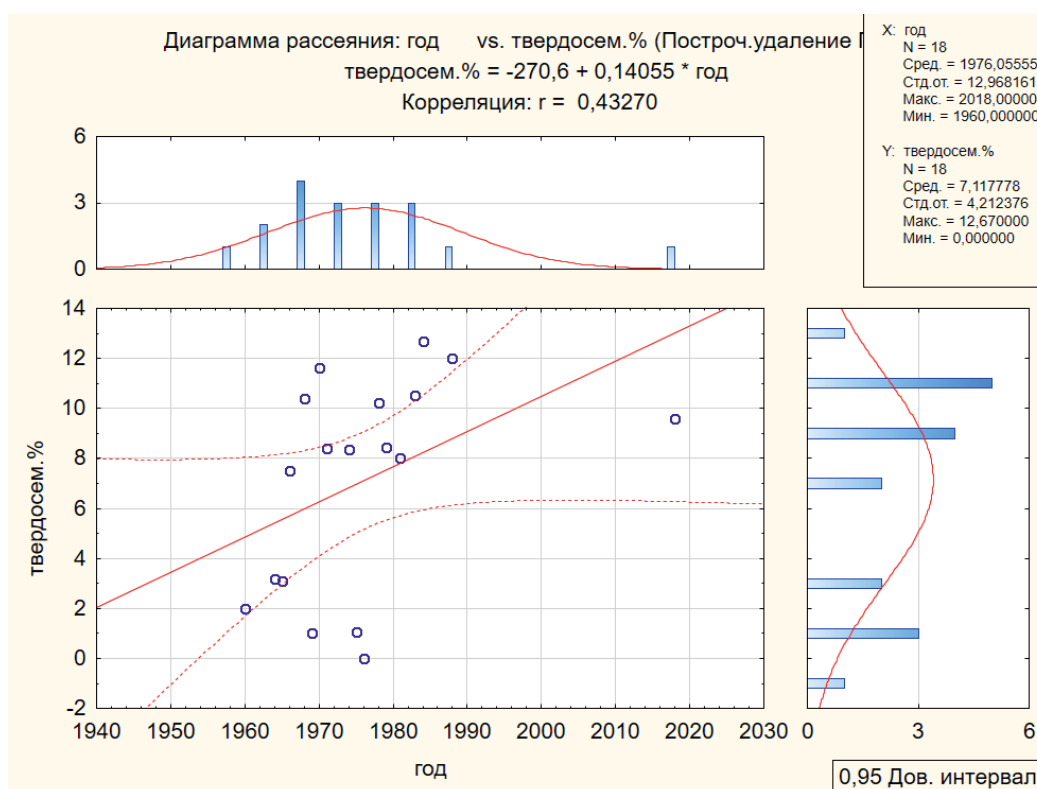 Диаграмма рассеяния: год vs. твердосем.% (Построч.удаление
твердосем.% = -270,6 + 0,14055 * год
Корреляция: r = 0,43270
X: год
N = 18
Сред. = 1976,05555
Стд.от. = 12,968161
Макс. = 2018,00000
Мин. = 1960,000000
Y: твердосем.%
N = 18
Сред. = 7,117778
Стд.от. = 4,212376
Макс. = 12,670000
Мин. = 0,000000
6
3
0
14
12
10
8
6
4
2
0
-2
твердосем.%
1940 1950 1960 1970 1980 1990 2000 2010 2020 2030
год
0 3 6
0,95 Дов. интервал